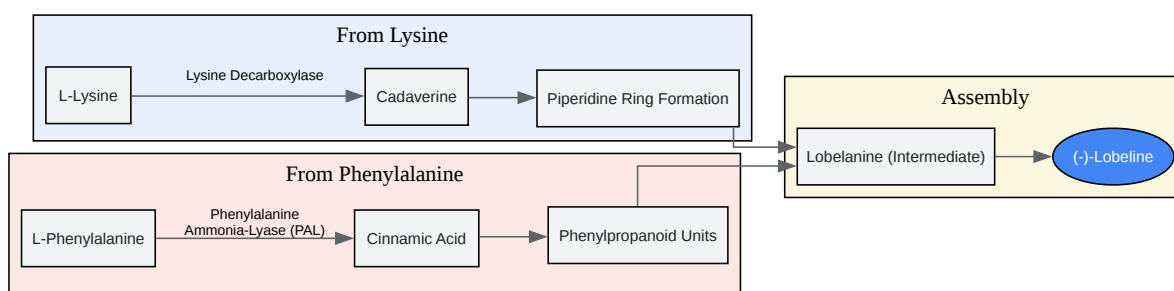 From Lysine
L-Lysine
Lysine Decarboxylase
Cadaverine
Piperidine Ring Formation
From Phenylalanine
L-Phenylalanine
Phenylalanine
Ammonia-Lyase (PAL)
Cinnamic Acid
Phenylpropanoid Units
Assembly
Lobelanine (Intermediate)
(-)-Lobeline